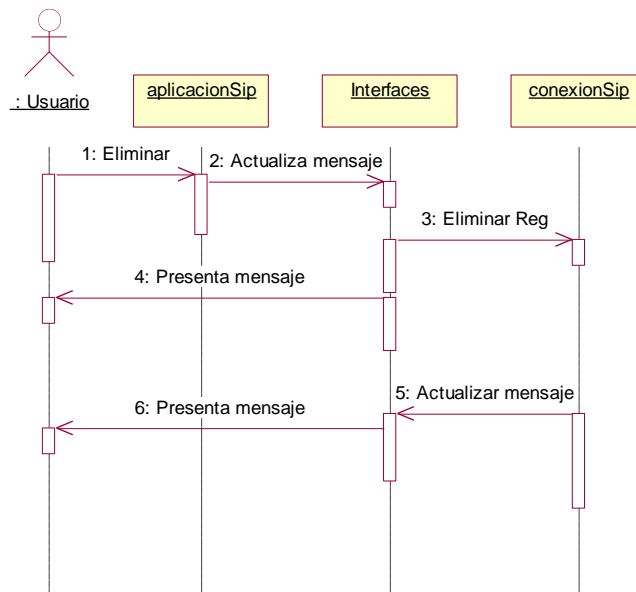 : Usuario
aplicacionSip
Interfaces
conexionSip
1: Eliminar
2: Actualiza mensaje
3: Eliminar Reg
4: Presenta mensaje
5: Actualizar mensaje
6: Presenta mensaje